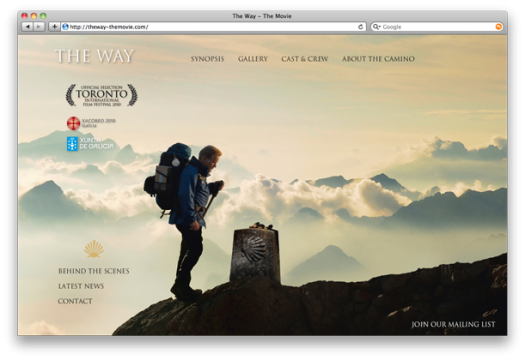 The Way – The Movie
http://theway-themovie.com/
Google
THE WAY
SYNOPSIS
GALLERY
CAST & CREW
ABOUT THE CAMINO
OFFICIAL SELECTION
TORONTO
INTERNATIONAL
FILM FESTIVAL 2010
XACOBEO 2010
Galicia
XUNTA
DE GALICIA
BEHIND THE SCENES
LATEST NEWS
CONTACT
JOIN OUR MAILING LIST